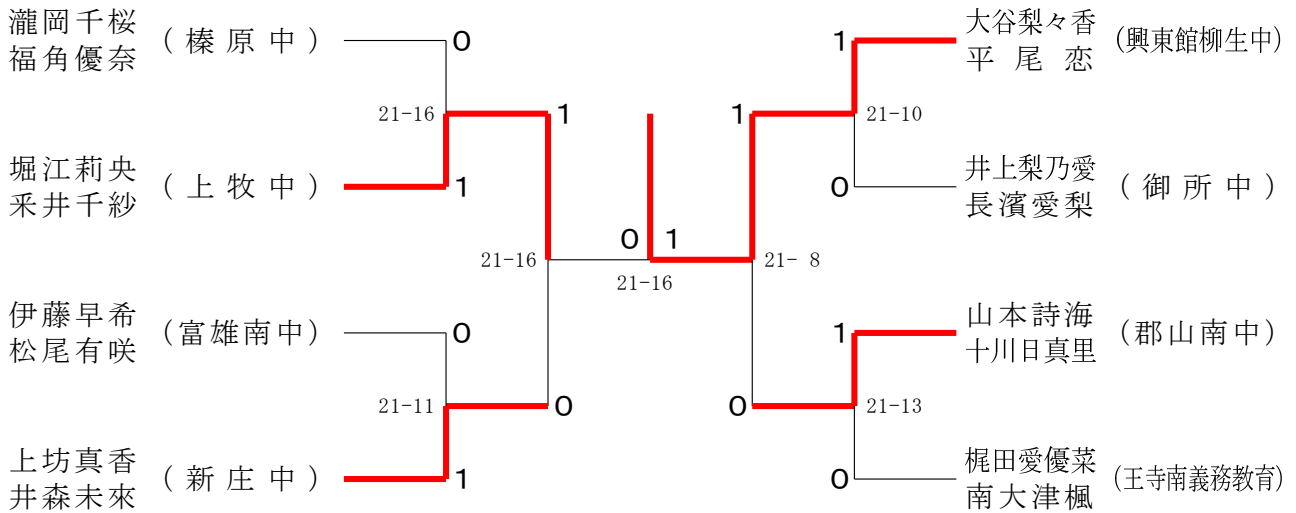 瀧岡千桜
福角優奈
(榛原中)
0
21-16
1
堀江莉央
釆井千紗
(上牧中)
1
21-16
伊藤早希
松尾有咲
(富雄南中)
0
21-11
0
上坊真香
井森未來
(新庄中)
1
0 1
21-16
大谷梨々香
平尾恋
(興東館柳生中)
1
1
21-10
井上梨乃愛
長濱愛梨
(御所中)
0
21- 8
山本詩海
十川日真里
(郡山南中)
1
0
21-13
梶田愛優菜
南大津楓
(王寺南義務教育)
0